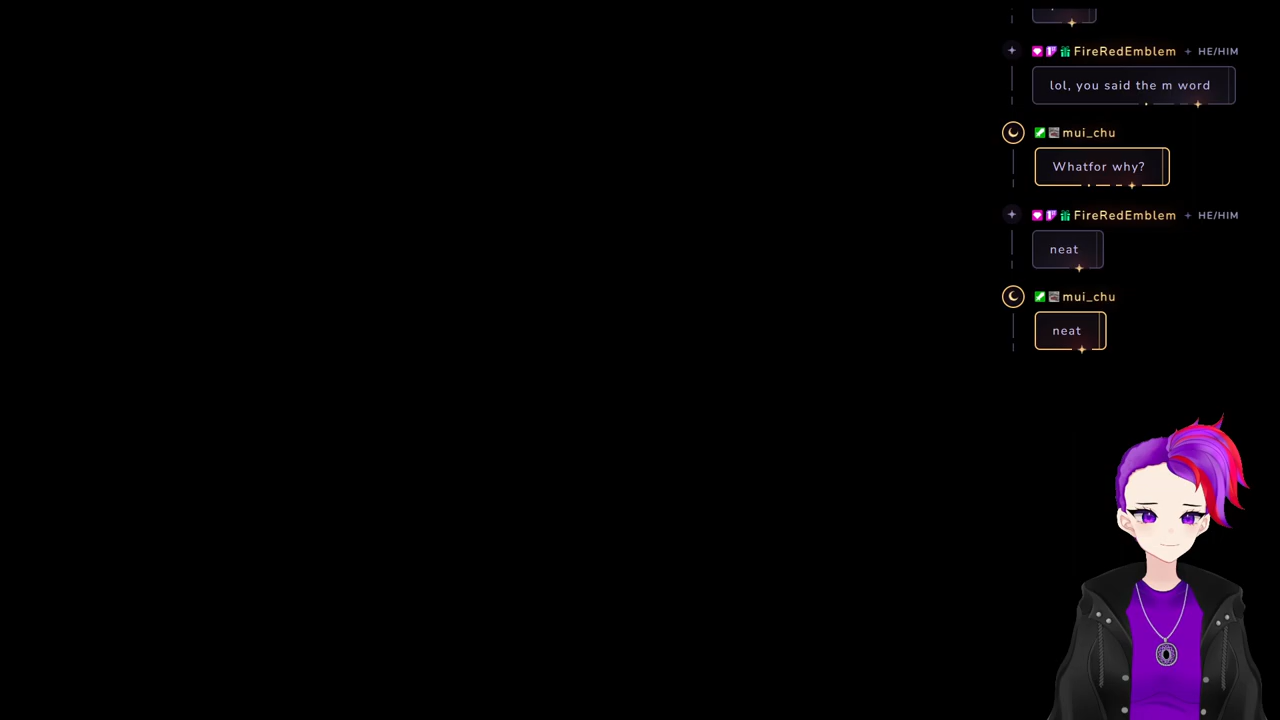 FireRedEmblem + HE/HIM
lol, you said the m word
mui_chu
Whatfor why?
FireRedEmblem + HE/HIM
neat
mui_chu
neat